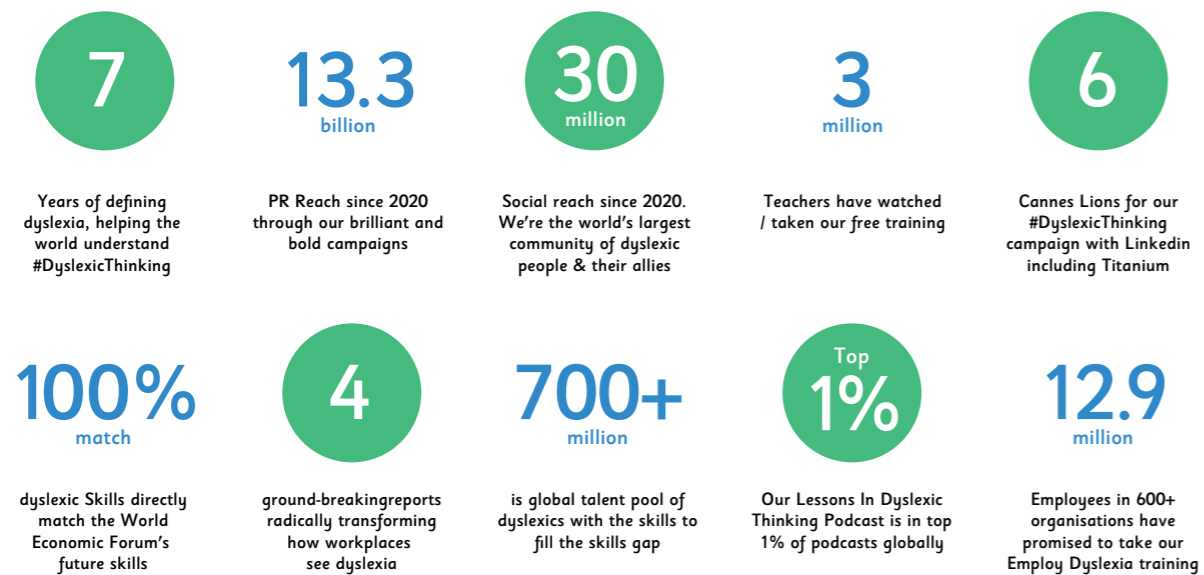 7
Years of defining
dyslexia, helping the
world understand
#DyslexicThinking
13.3
billion
PR Reach since 2020
through our brilliant and
bold campaigns
30
million
Social reach since 2020.
We're the world's largest
community of dyslexic
people & their allies
3
million
Teachers have watched
/ taken our free training
6
Cannes Lions for our
#DyslexicThinking
campaign with Linkedin
including Titanium
100%
match
dyslexic Skills directly
match the World
Economic Forum's
future skills
4
ground-breakingreports
radically transforming
how workplaces
see dyslexia
700+
million
is global talent pool of
dyslexics with the skills to
fill the skills gap
Top
1%
Our Lessons In Dyslexic
Thinking Podcast is in top
1% of podcasts globally
12.9
million
Employees in 600+
organisations have
promised to take our
Employ Dyslexia training